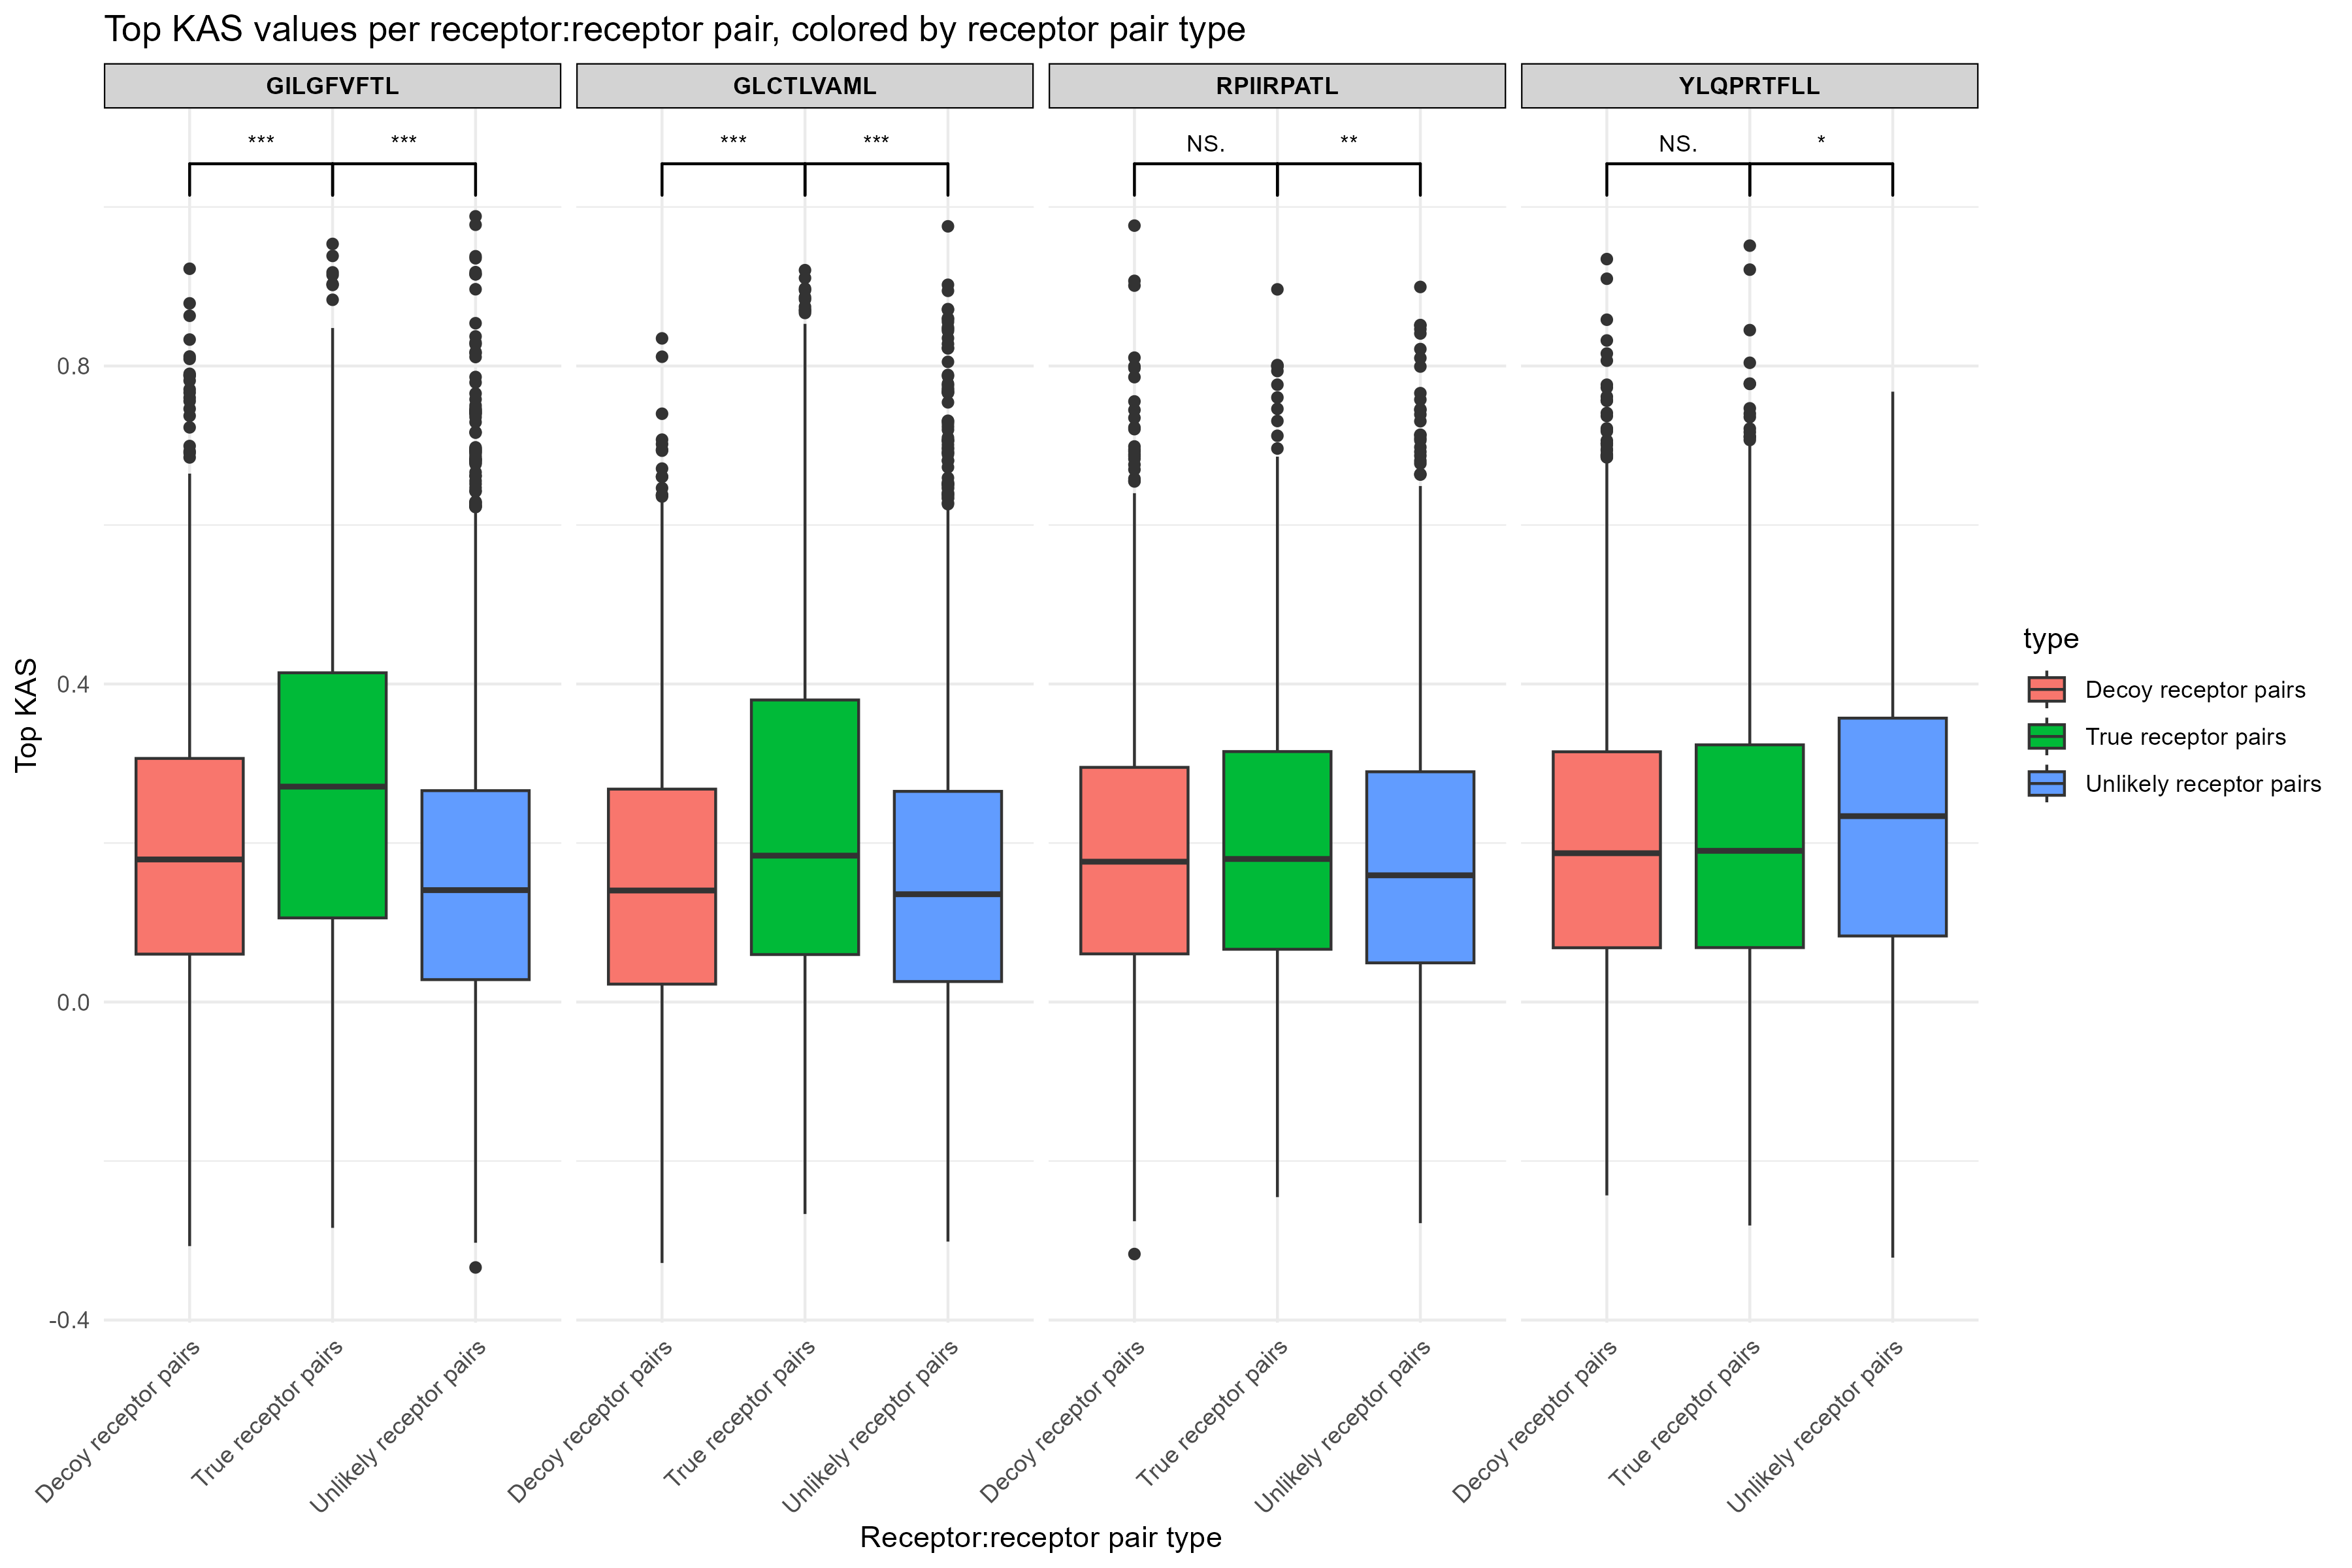 Top KAS values per receptor:receptor pair, colored by receptor pair type
GILGFVFTL
GLCTLVAML
RPIIRPATL
YLQPRTFLL
***
***
***
***
NS.
**
NS.
*
0.8
0.4
0.0
-0.4
Top KAS
type
Decoy receptor pairs
True receptor pairs
Unlikely receptor pairs
Decoy receptor pairs
True receptor pairs
Unlikely receptor pairs
Decoy receptor pairs
True receptor pairs
Unlikely receptor pairs
Decoy receptor pairs
True receptor pairs
Unlikely receptor pairs
Decoy receptor pairs
True receptor pairs
Unlikely receptor pairs
Receptor:receptor pair type